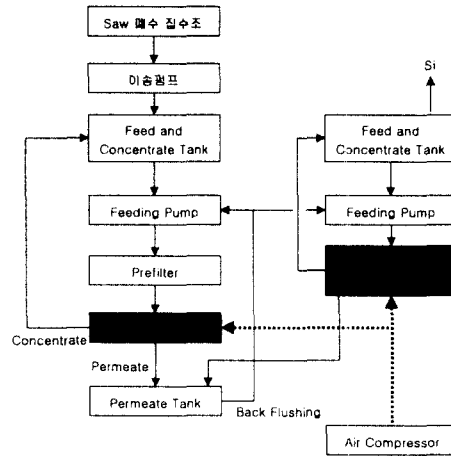 Saw 폐수 집수조
이송펌프
Feed and
Concentrate Tank
Feeding Pump
Prefilter
Concentrate
Permeate
Permeate Tank
Back Flushing
Si
Feed and
Concentrate Tank
Feeding Pump
Air Compressor